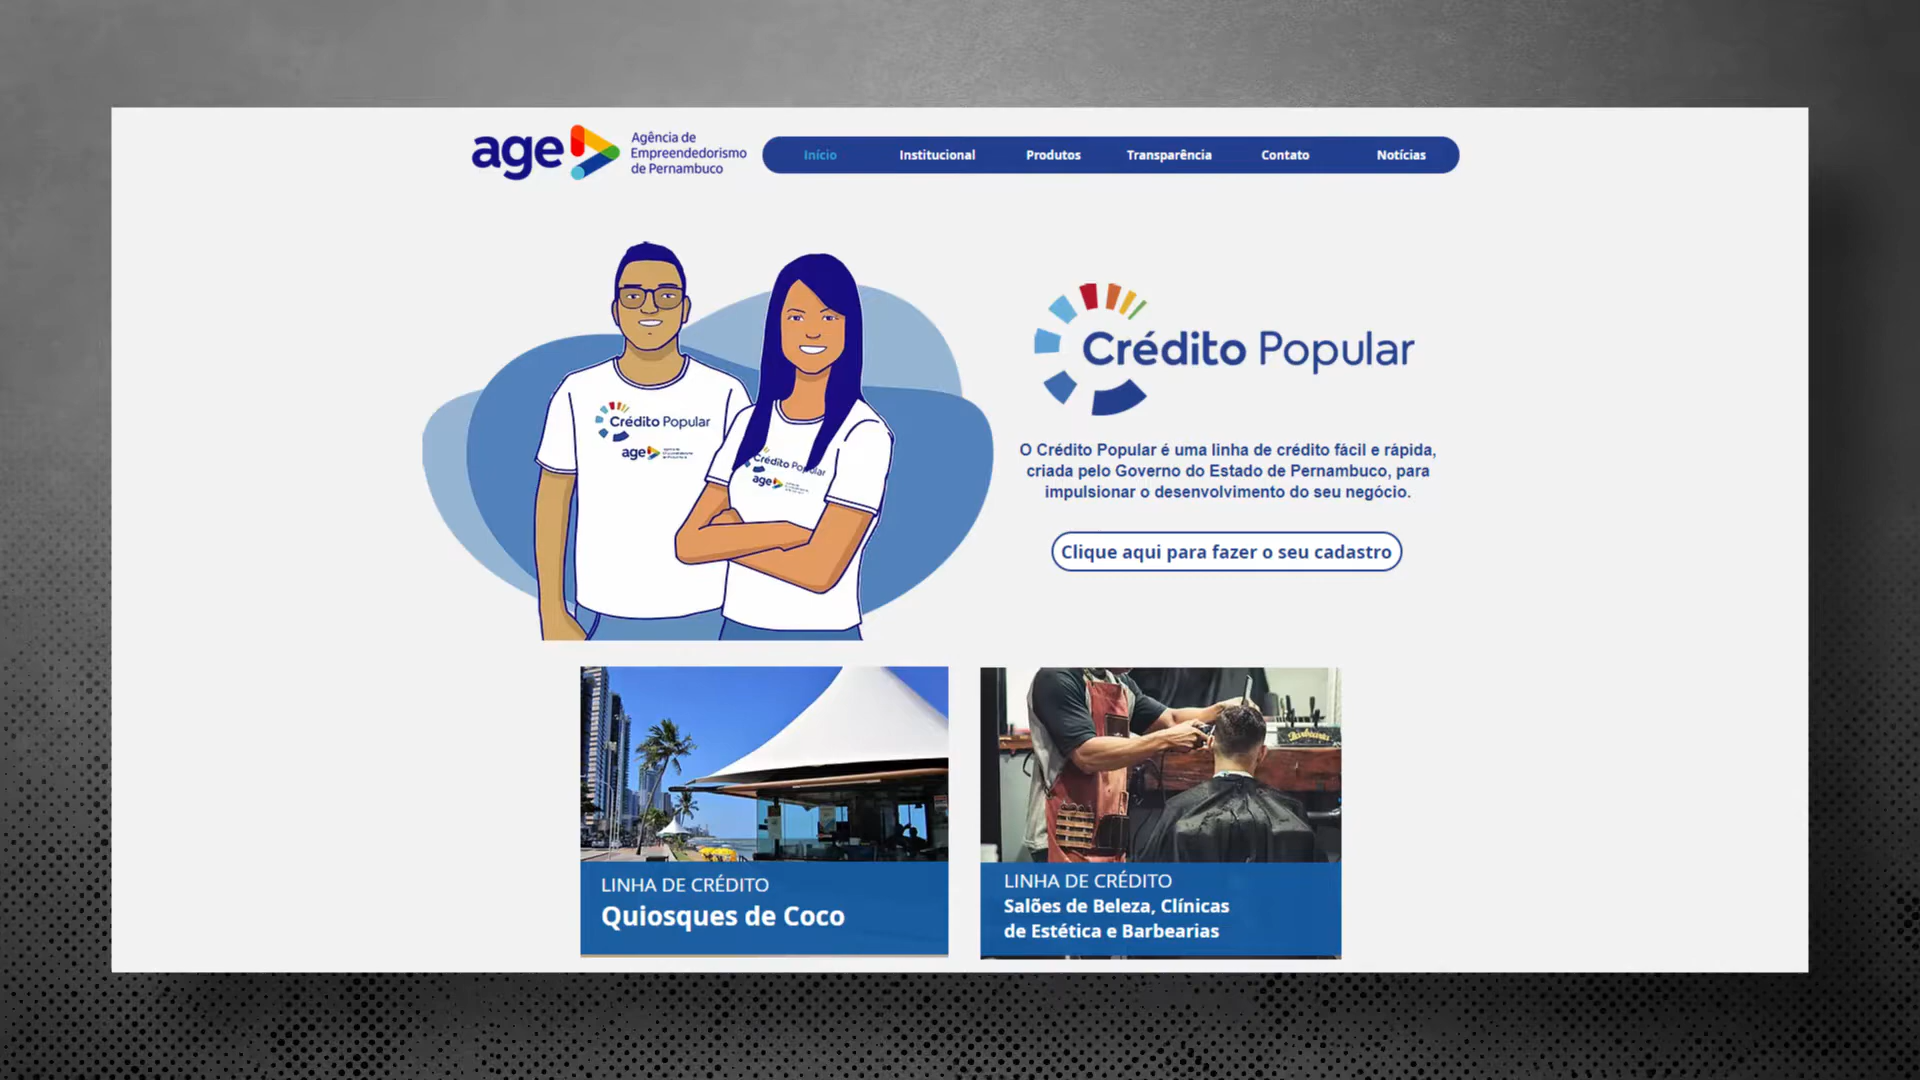 age
Agência de
Empreendedorismo
de Pernambuco
Início
Institucional
Produtos
Transparência
Contato
Notícias
Crédito Popular
O Crédito Popular é uma linha de crédito fácil e rápida,
criada pelo Governo do Estado de Pernambuco, para
impulsionar o desenvolvimento do seu negócio.
Clique aqui para fazer o seu cadastro
Crédito Popular
age
Crédito Popular
age
LINHA DE CRÉDITO
Quiosques de Coco
Barbearia
LINHA DE CRÉDITO
Salões de Beleza, Clínicas
de Estética e Barbearias